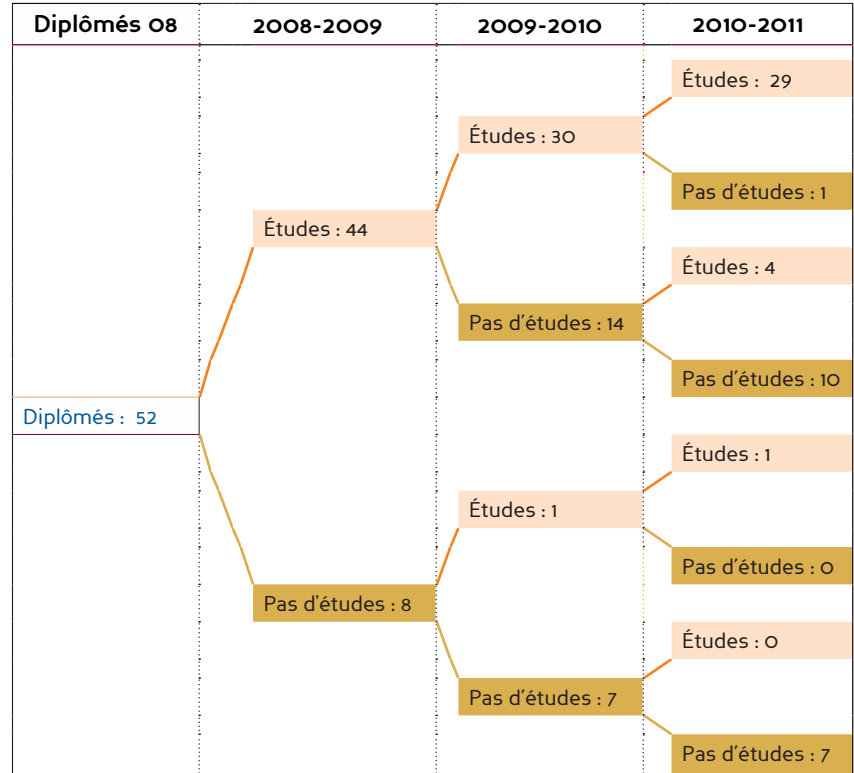 Diplômés 08 2008-2009 2009-2010 2010-2011
Études : 29
Études : 30
Pas d'études : 1
Études : 44
Études : 4
Pas d'études : 14
Pas d'études : 10
Diplômés : 52
Études : 1
Études : 1
Pas d'études : 0
Pas d'études : 8
Études : 0
Pas d'études : 7
Pas d'études : 7